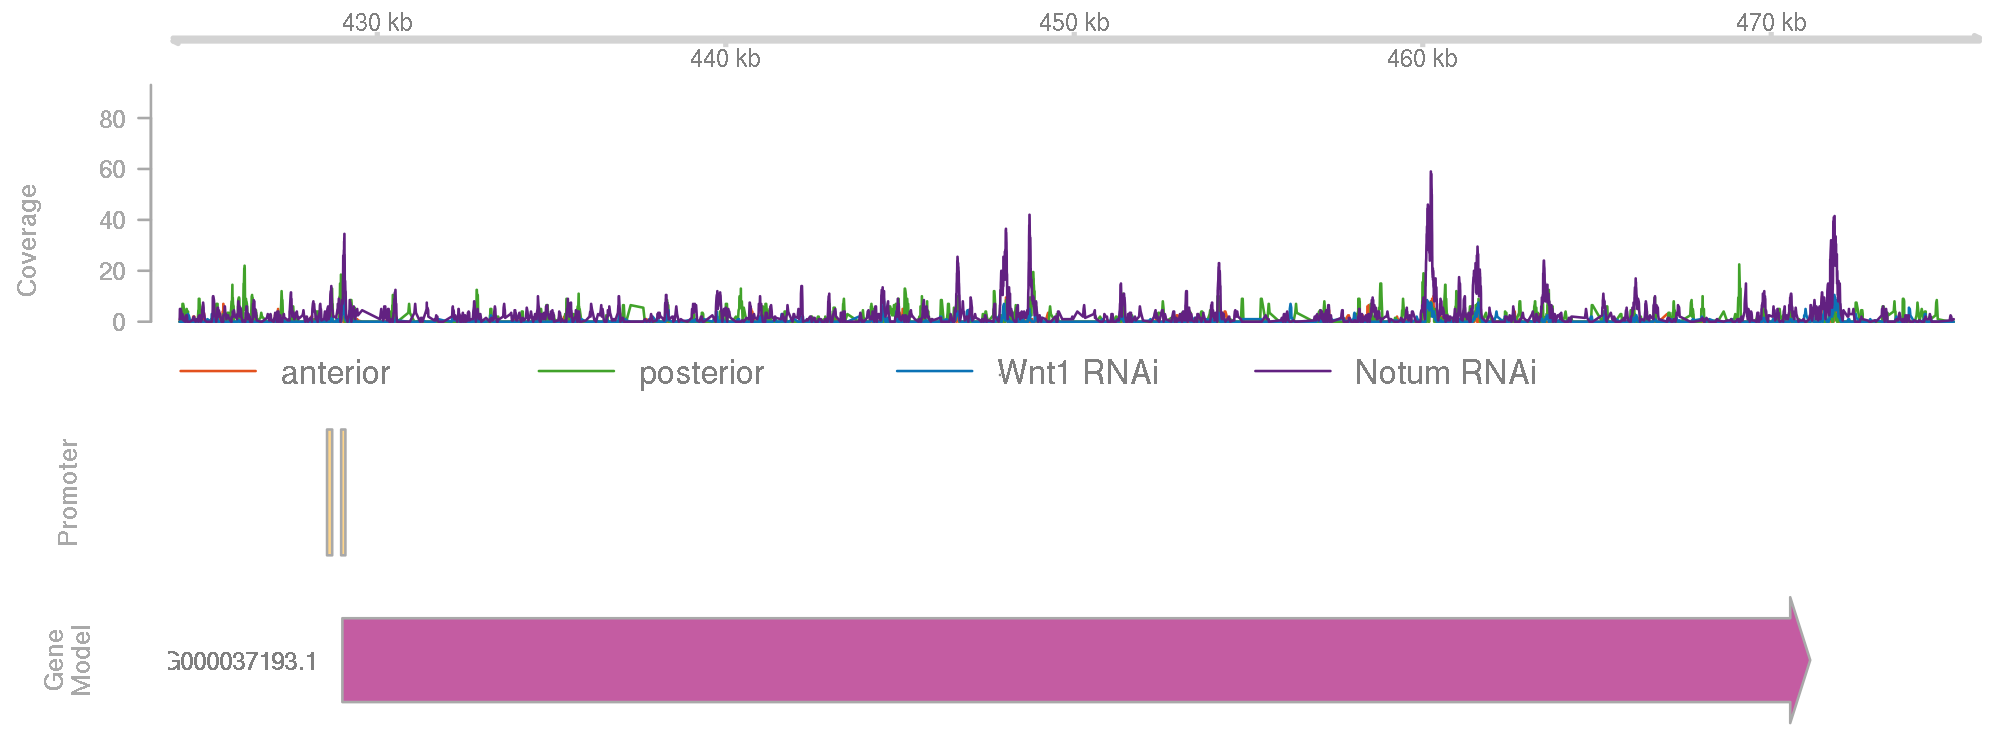 430 kb 450 kb 470 kb
440 kb 460 kb
Coverage
80
60
40
20
0
anterior posterior Wnt1 RNAi Notum RNAi
Promoter
Gene
Model
G000037193.1